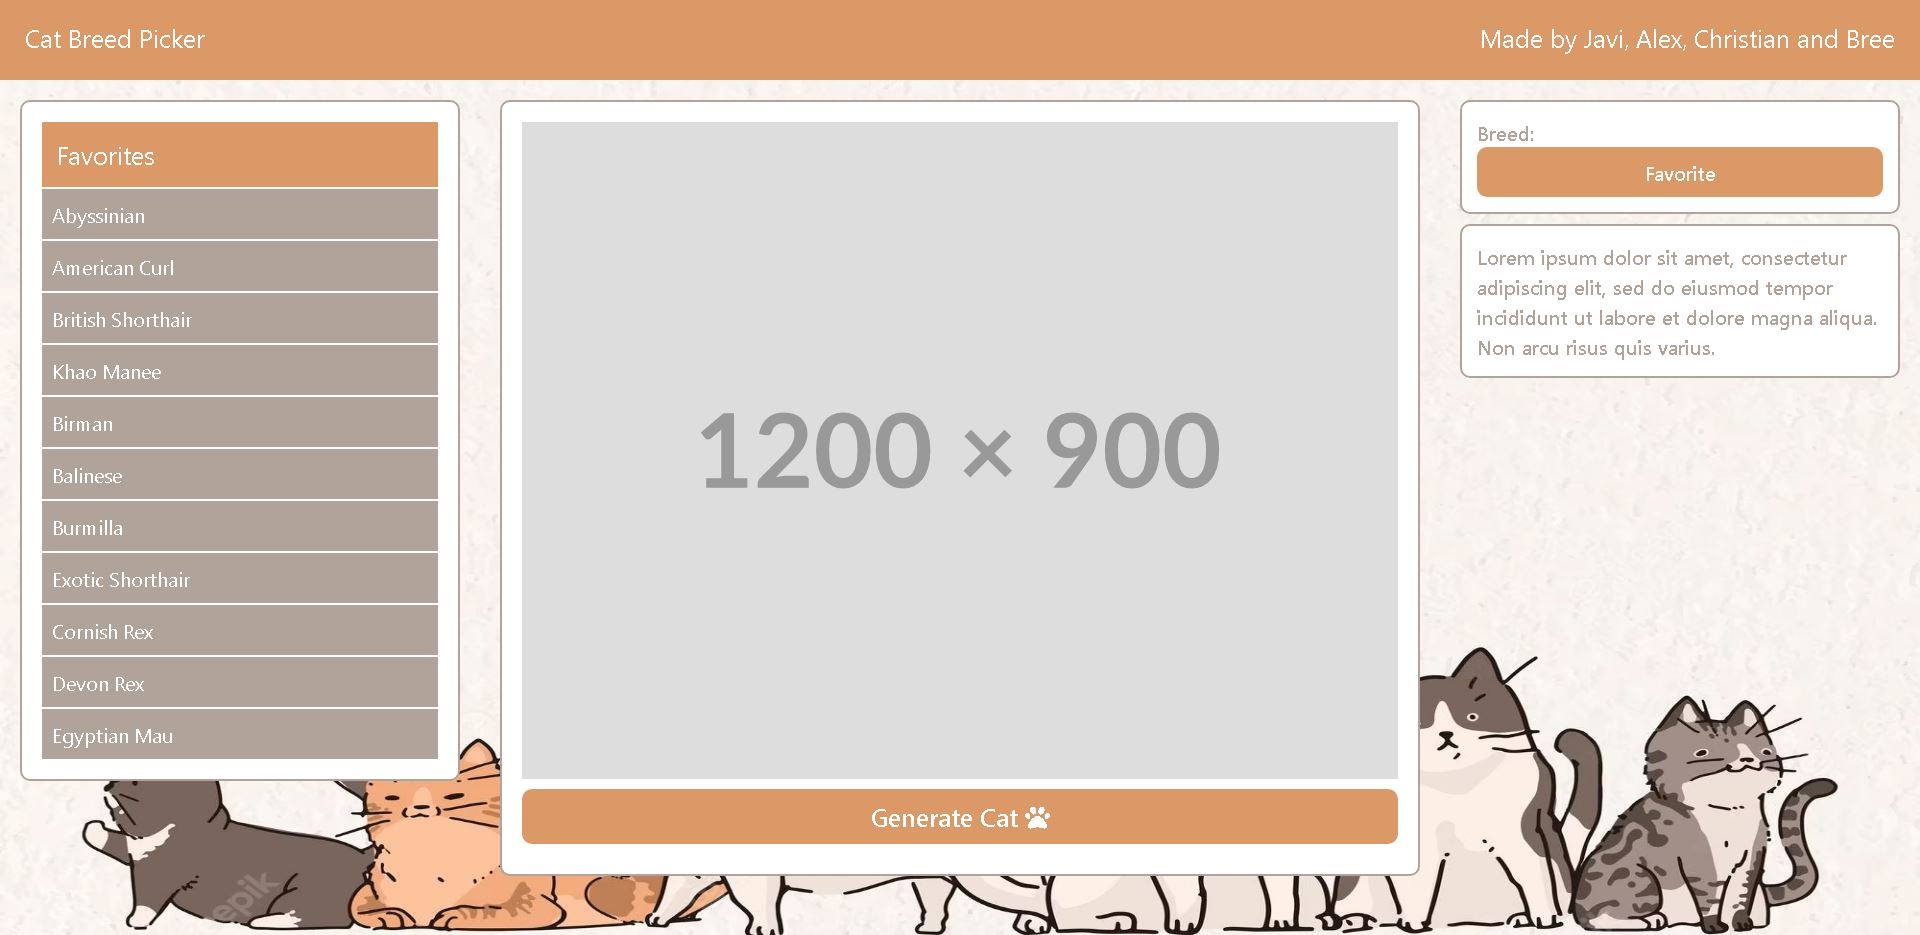 Cat Breed Picker
Made by Javi, Alex, Christian and Bree
Favorites
Abyssinian
American Curl
British Shorthair
Khao Manee
Birman
Balinese
Burmilla
Exotic Shorthair
Cornish Rex
Devon Rex
Egyptian Mau
1200 × 900
Generate Cat
Breed:
Favorite
Lorem ipsum dolor sit amet, consectetur
adipiscing elit, sed do eiusmod tempor
incididunt ut labore et dolore magna aliqua.
Non arcu risus quis varius.